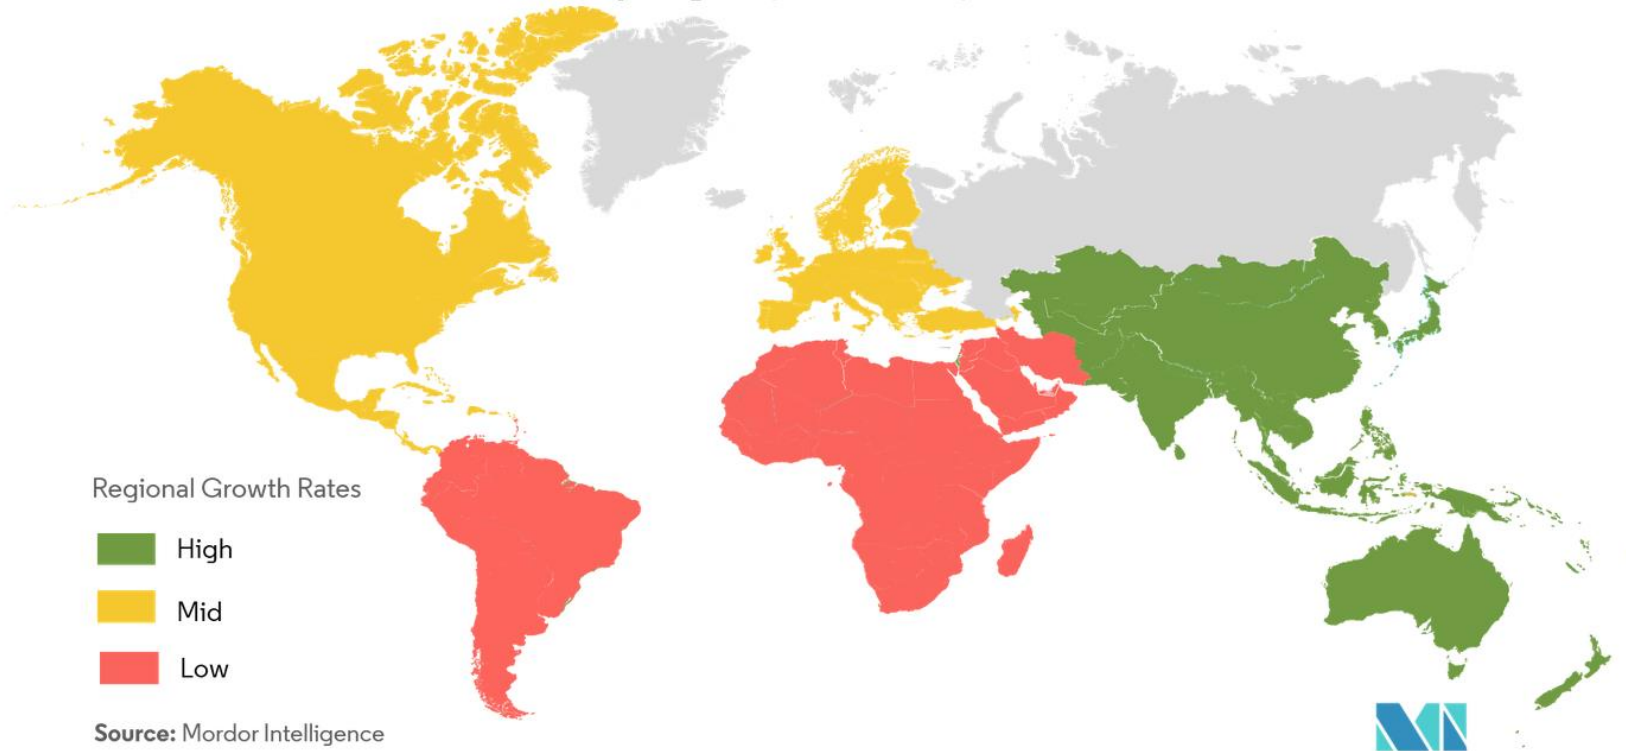 Regional Growth Rates
High
Mid
Low
Source: Mordor Intelligence